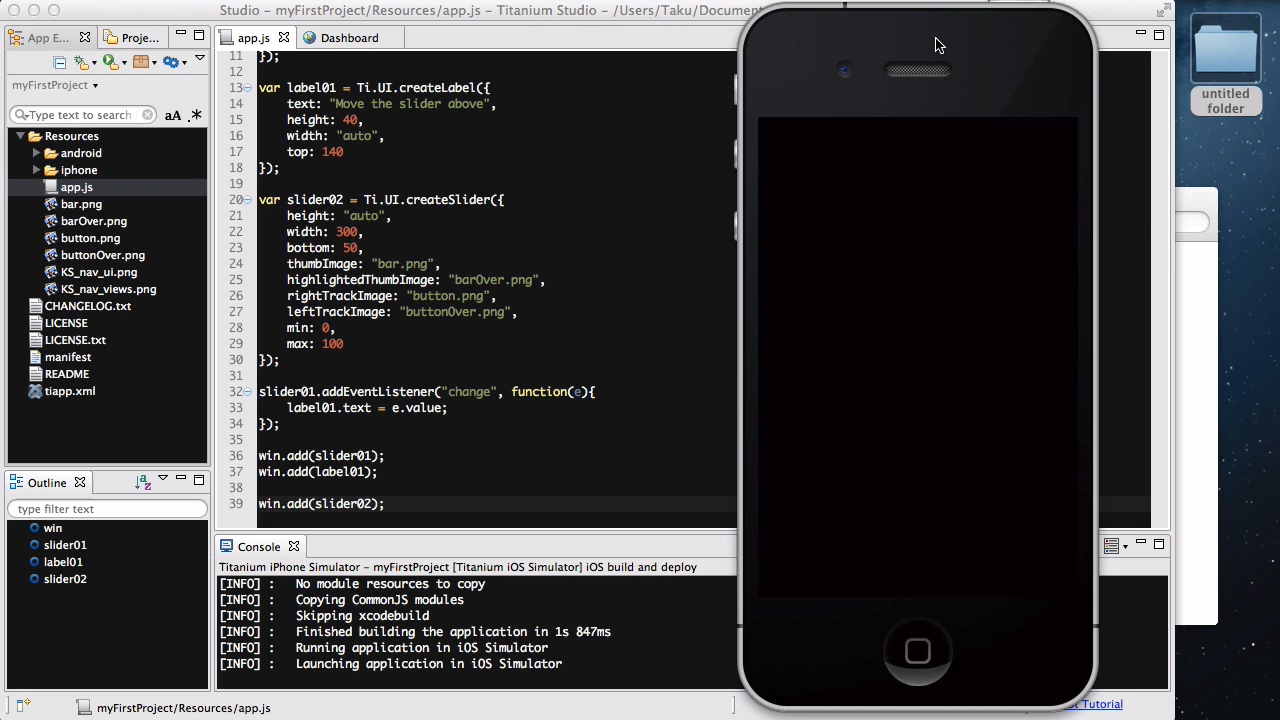 Studio – myFirstProject/Resources/app.js – Titanium Studio – /Users/Taku/Document
App E...
Proje...
myFirstProject
Type text to search
aA .*
Resources
android
iphone
app.js
bar.png
barOver.png
button.png
buttonOver.png
KS_nav_ui.png
KS_nav_views.png
CHANGELOG.txt
LICENSE
LICENSE.txt
manifest
README
tiapp.xml
Outline
type filter text
win
slider01
label01
slider02
app.js
Dashboard
11 });
12
13 var label01 = Ti.UI.createLabel({
14 text: "Move the slider above",
15 height: 40,
16 width: "auto",
17 top: 140
18 });
19
20 var slider02 = Ti.UI.createSlider({
21 height: "auto",
22 width: 300,
23 bottom: 50,
24 thumbImage: "bar.png",
25 highlightedThumbImage: "barOver.png",
26 rightTrackImage: "button.png",
27 leftTrackImage: "buttonOver.png",
28 min: 0,
29 max: 100
30 });
31
32 slider01.addEventListener("change", function(e){
33 label01.text = e.value;
34 });
35
36 win.add(slider01);
37 win.add(label01);
38
39 win.add(slider02);
Console
Titanium iPhone Simulator – myFirstProject [Titanium iOS Simulator] iOS build and deploy
[INFO] : No module resources to copy
[INFO] : Copying CommonJS modules
[INFO] : Skipping xcodebuild
[INFO] : Finished building the application in 1s 847ms
[INFO] : Running application in iOS Simulator
[INFO] : Launching application in iOS Simulator
myFirstProject/Resources/app.js
Tutorial
untitled
folder